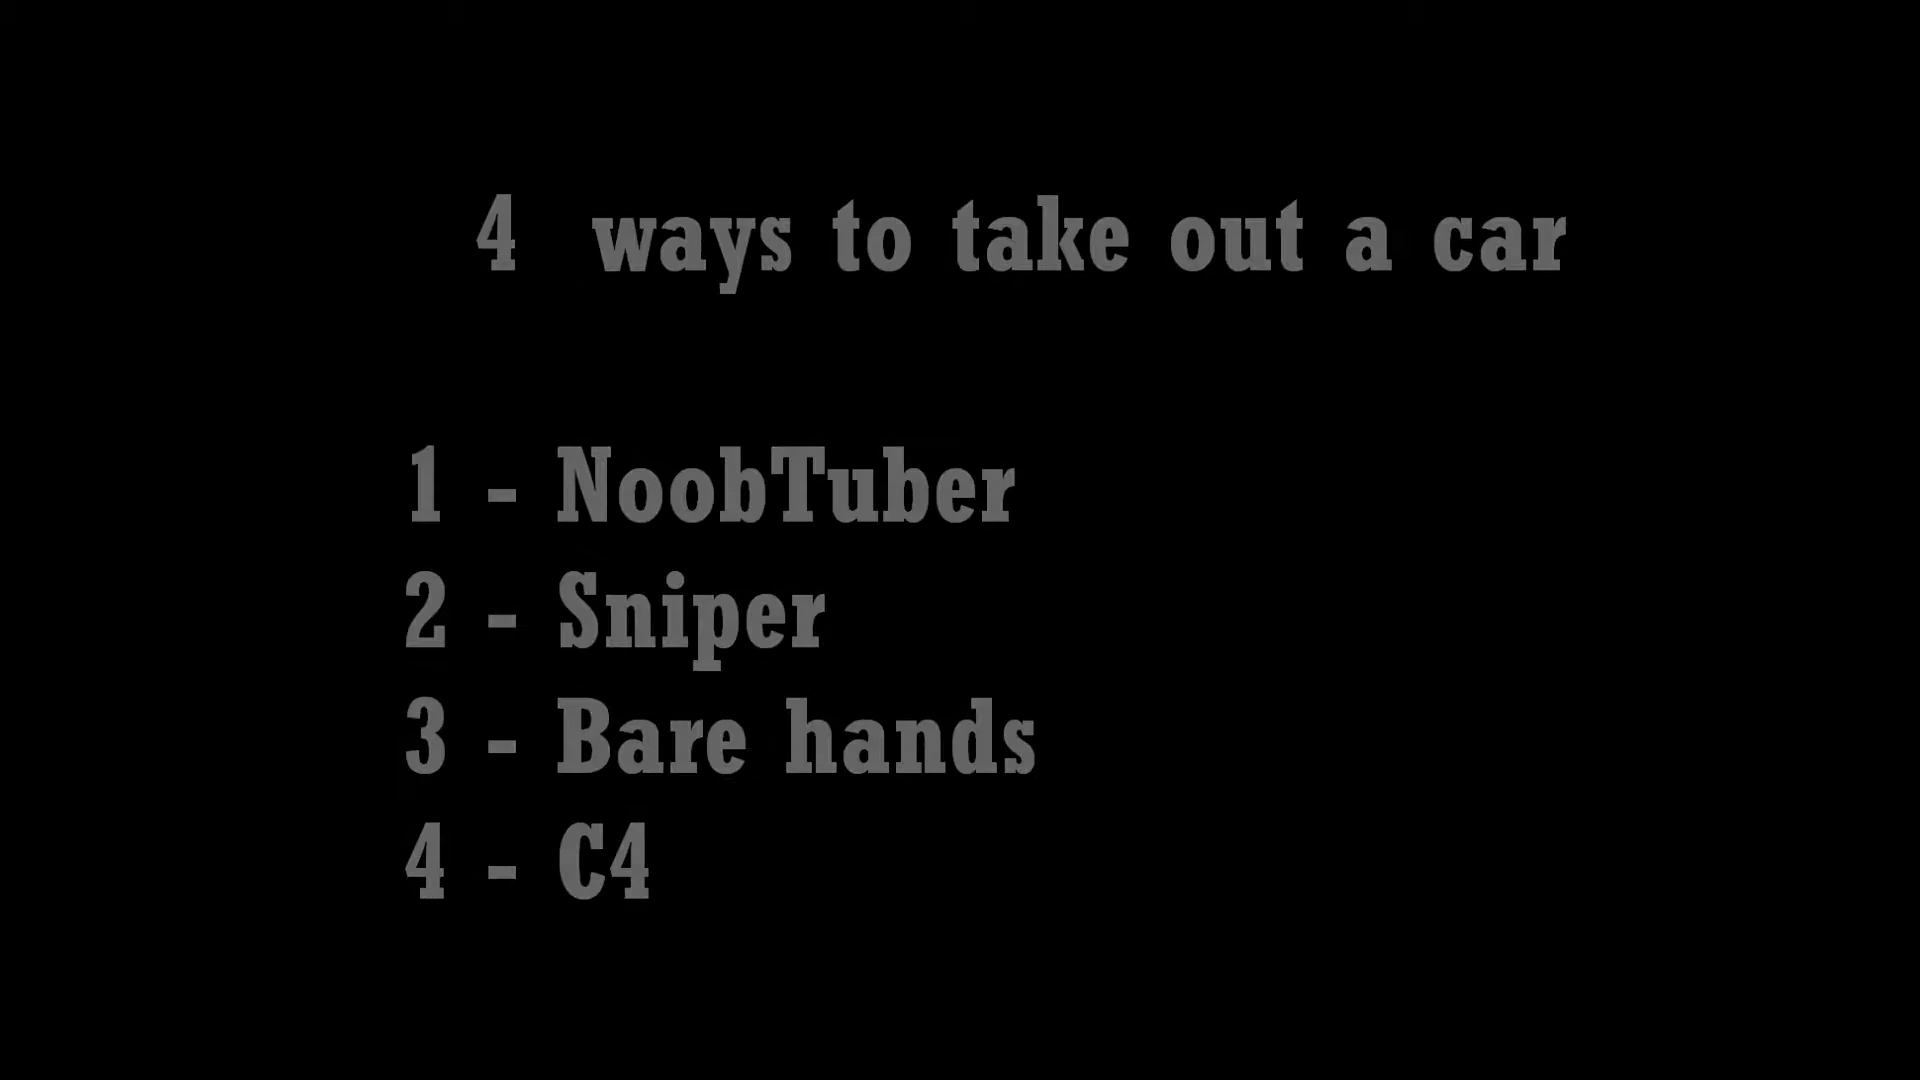 4 ways to take out a car
1 - NoobTuber
2 - Sniper
3 - Bare hands
4 - C4